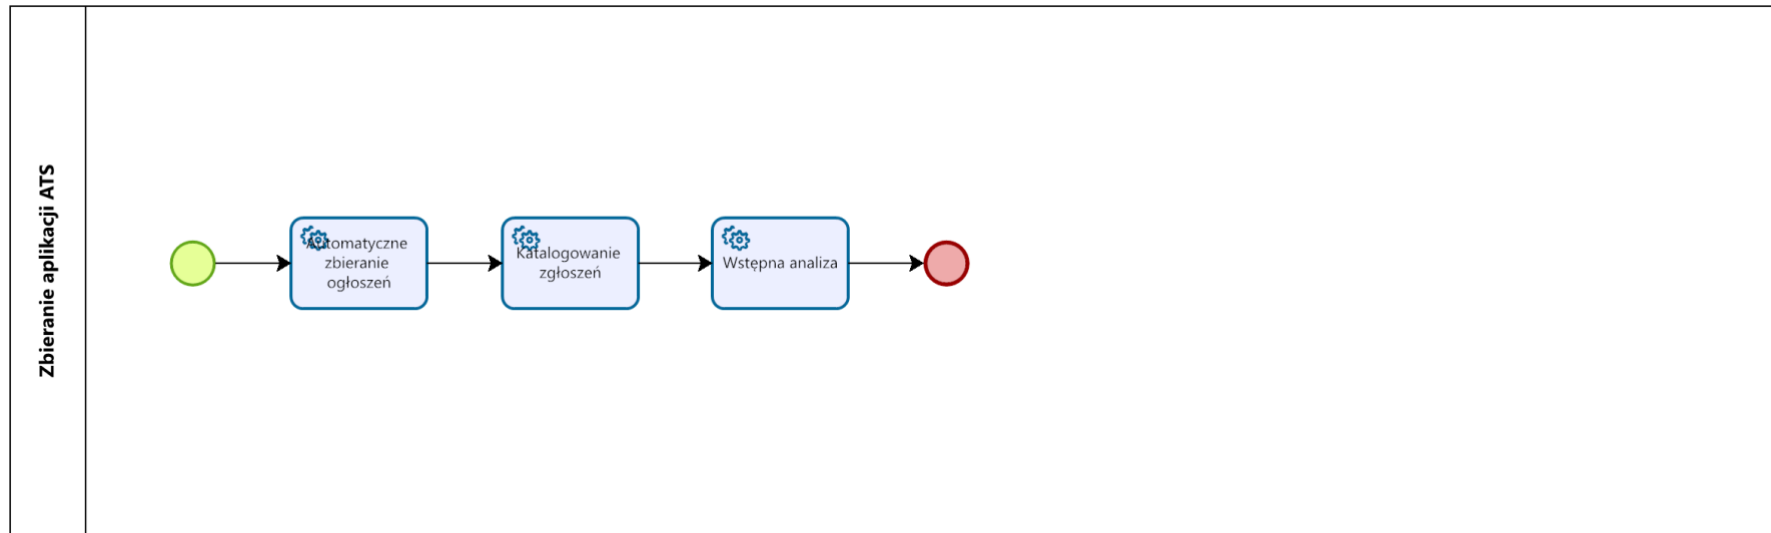 Zbieranie aplikacji ATS
Automatyczne
zbieranie
ogłoszeń
Katalogowanie
zgłoszeń
Wstępna analiza